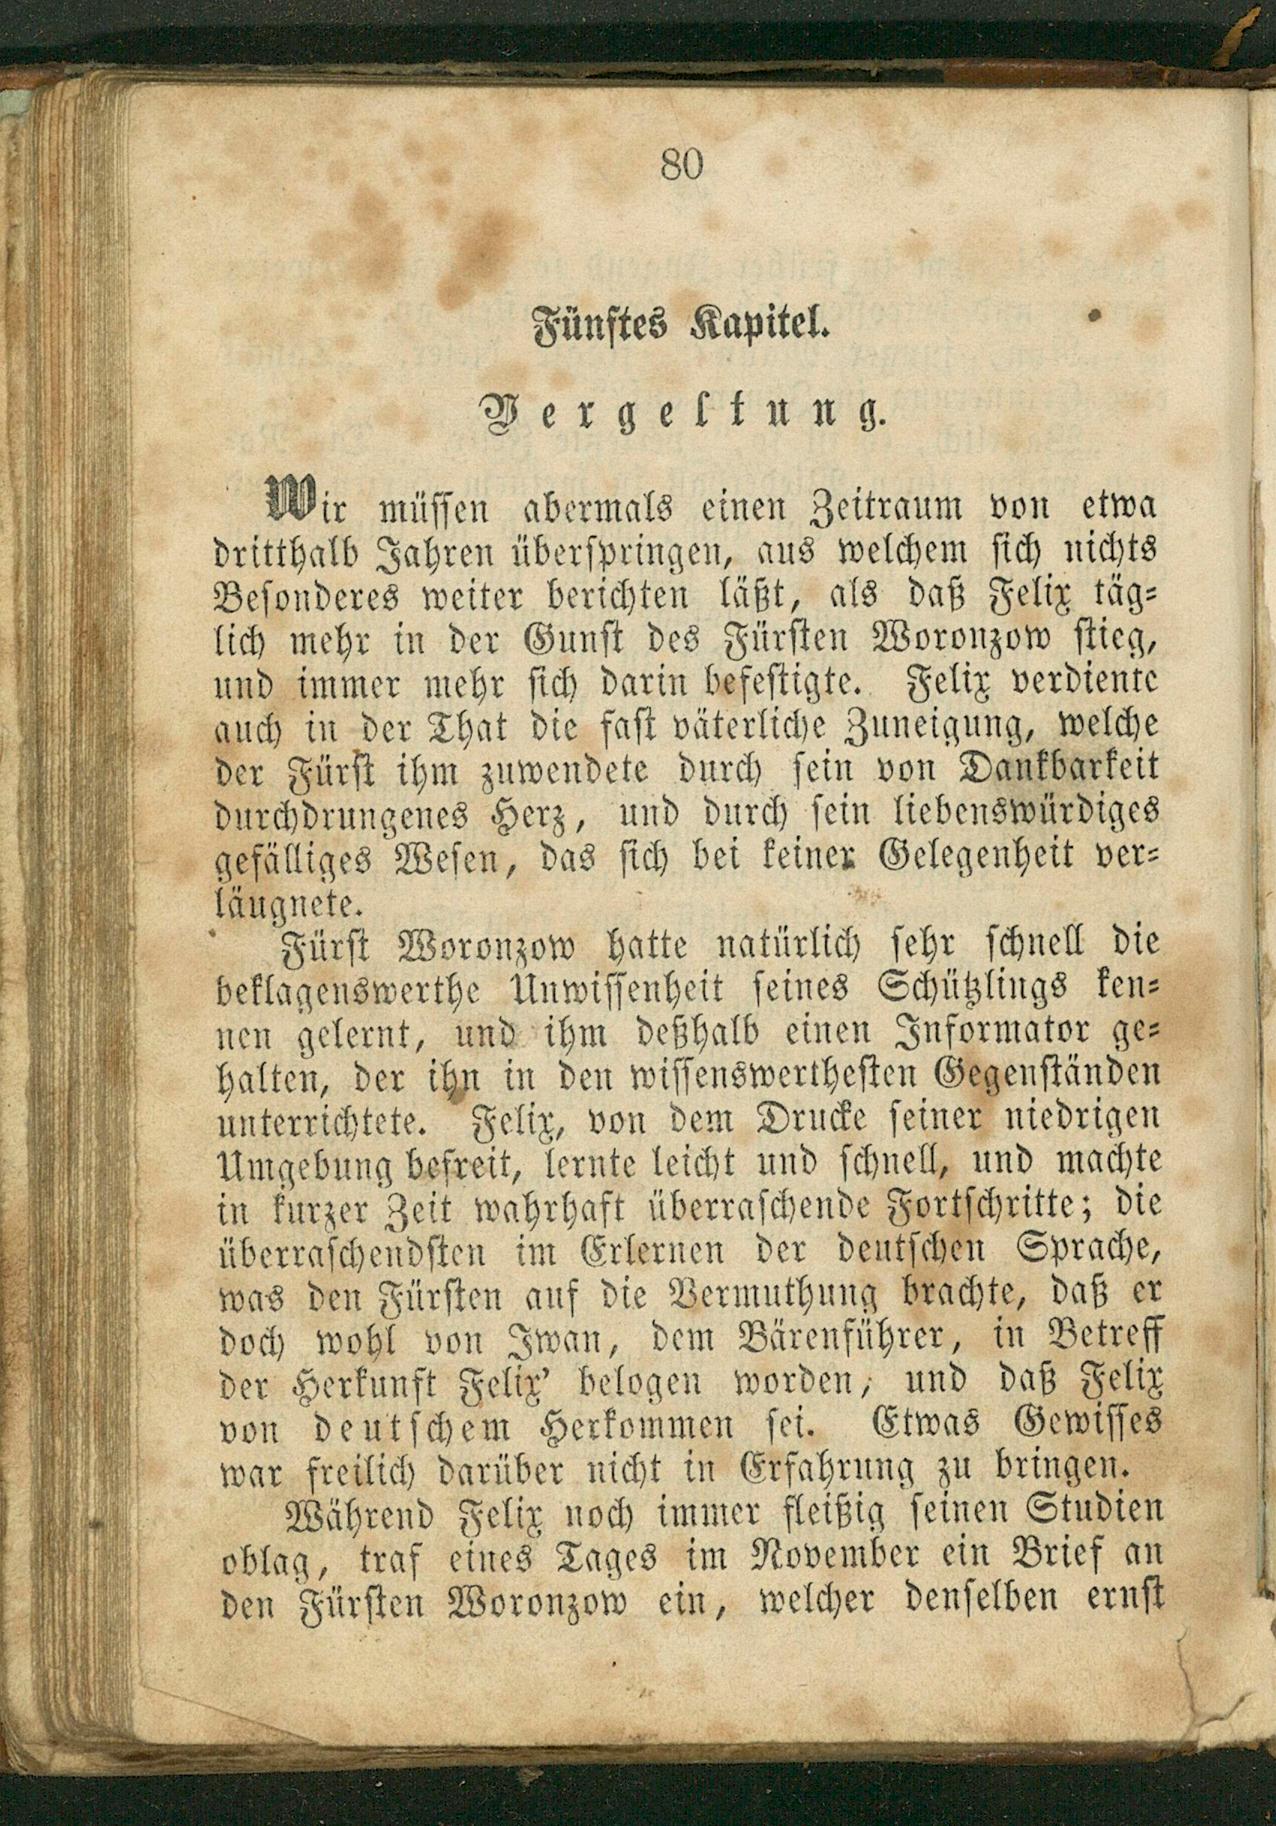 80
Fünftes Kapitel.
Vergeltung.
Wir müssen abermals einen Zeitraum von etwa
dritthalb Jahren überspringen, aus welchem sich nichts
Besonderes weiter berichten läßt, als daß Felix täg-
lich mehr in der Gunst des Fürsten Woronzow stieg,
und immer mehr sich darin befestigte. Felix verdiente
auch in der That die fast väterliche Zuneigung, welche
der Fürst ihm zuwendete durch sein von Dankbarkeit
durchdrungenes Herz, und durch sein liebenswürdiges
gefälliges Wesen, das sich bei keiner Gelegenheit ver-
läugnete.
Fürst Woronzow hatte natürlich sehr schnell die
beklagenswerthe Unwissenheit seines Schützlings ken-
nen gelernt, und ihm deßhalb einen Informator ge-
halten, der ihn in den wissenswerthesten Gegenständen
unterrichtete. Felix, von dem Drucke seiner niedrigen
Umgebung befreit, lernte leicht und schnell, und machte
in kurzer Zeit wahrhaft überraschende Fortschritte; die
überraschendsten im Erlernen der deutschen Sprache,
was den Fürsten auf die Vermuthung brachte, daß er
doch wohl von Iwan, dem Bärenführer, in Betreff
der Herkunft Felix' belogen worden, und daß Felix
von deutschem Herkommen sei. Etwas Gewisses
war freilich darüber nicht in Erfahrung zu bringen.
Während Felix noch immer fleißig seinen Studien
oblag, traf eines Tages im November ein Brief an
den Fürsten Woronzow ein, welcher denselben ernst